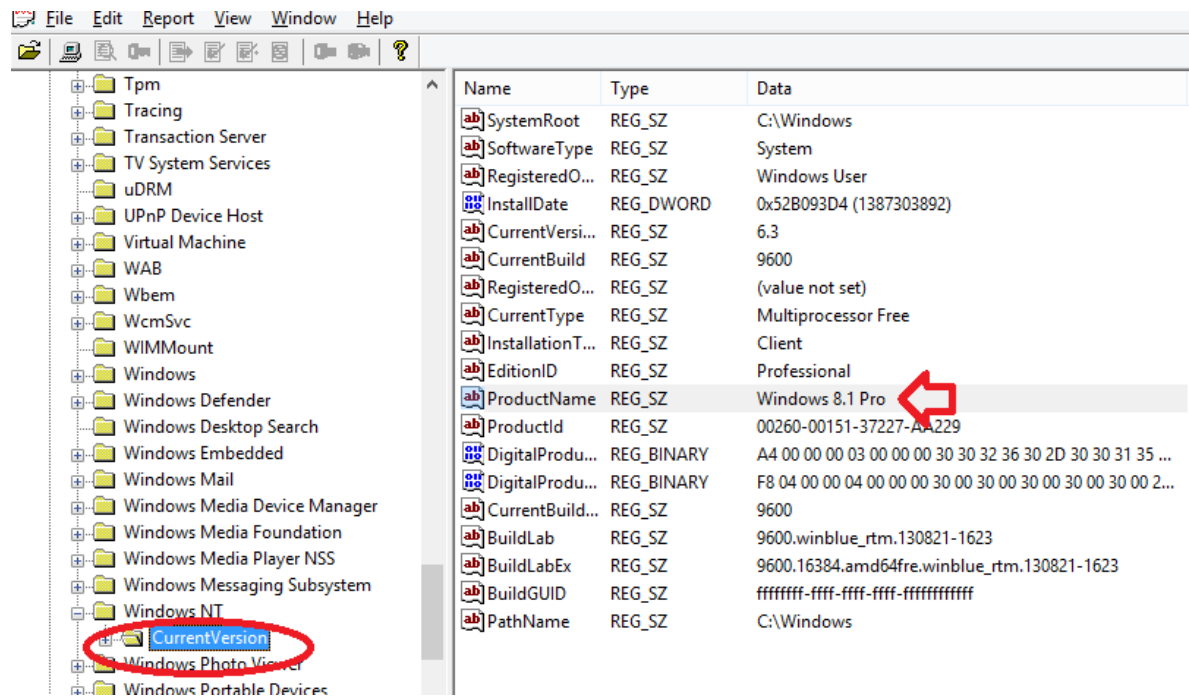 File Edit Report View Window Help
Tpm
Tracing
Transaction Server
TV System Services
uDRM
UPnP Device Host
Virtual Machine
WAB
Wbem
WcmSvc
WIMMount
Windows
Windows Defender
Windows Desktop Search
Windows Embedded
Windows Mail
Windows Media Device Manager
Windows Media Foundation
Windows Media Player NSS
Windows Messaging Subsystem
Windows NT
CurrentVersion
Windows Photo Viewer
Windows Portable Devices
Name Type Data
SystemRoot REG_SZ C:\Windows
SoftwareType REG_SZ System
RegisteredO... REG_SZ Windows User
InstallDate REG_DWORD 0x52B093D4 (1387303892)
CurrentVersi... REG_SZ 6.3
CurrentBuild REG_SZ 9600
RegisteredO... REG_SZ (value not set)
CurrentType REG_SZ Multiprocessor Free
InstallationT... REG_SZ Client
EditionID REG_SZ Professional
ProductName REG_SZ Windows 8.1 Pro
ProductId REG_SZ 00260-00151-37227-AA229
DigitalProdu... REG_BINARY A4 00 00 00 03 00 00 00 30 30 32 36 30 2D 30 30 31 35 ...
DigitalProdu... REG_BINARY F8 04 00 00 04 00 00 00 30 00 30 00 30 00 30 00 30 00 2...
CurrentBuild... REG_SZ 9600
BuildLab REG_SZ 9600.winblue_rtm.130821-1623
BuildLabEx REG_SZ 9600.16384.amd64fre.winblue_rtm.130821-1623
BuildGUID REG_SZ ffffffff-ffff-ffff-ffff-ffffffffffff
PathName REG_SZ C:\Windows